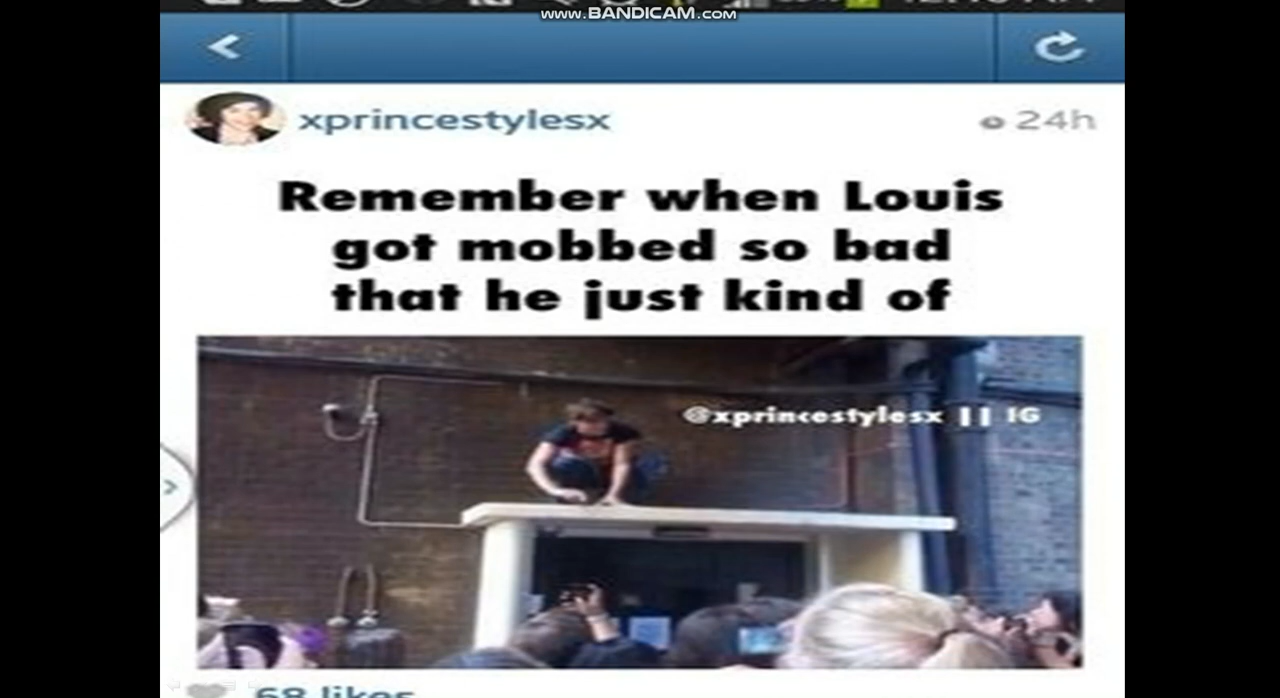 www.BANDICAM.com
xprincestylesx
24h
Remember when Louis
got mobbed so bad
that he just kind of
@xprincestylesx || IG
68 likes